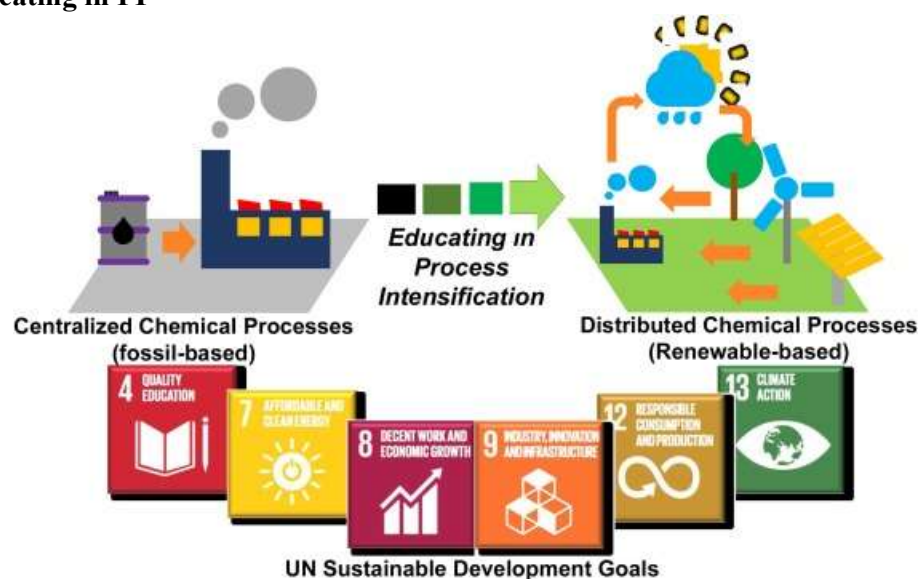 Educating in
Process
Intensification
Centralized Chemical Processes
(fossil-based)
Distributed Chemical Processes
(Renewable-based)
4 QUALITY
EDUCATION
7 AFFORDABLE AND
CLEAN ENERGY
8 DECENT WORK AND
ECONOMIC GROWTH
9 INDUSTRY, INNOVATION
AND INFRASTRUCTURE
12 RESPONSIBLE
CONSUMPTION
AND PRODUCTION
13 CLIMATE
ACTION
UN Sustainable Development Goals